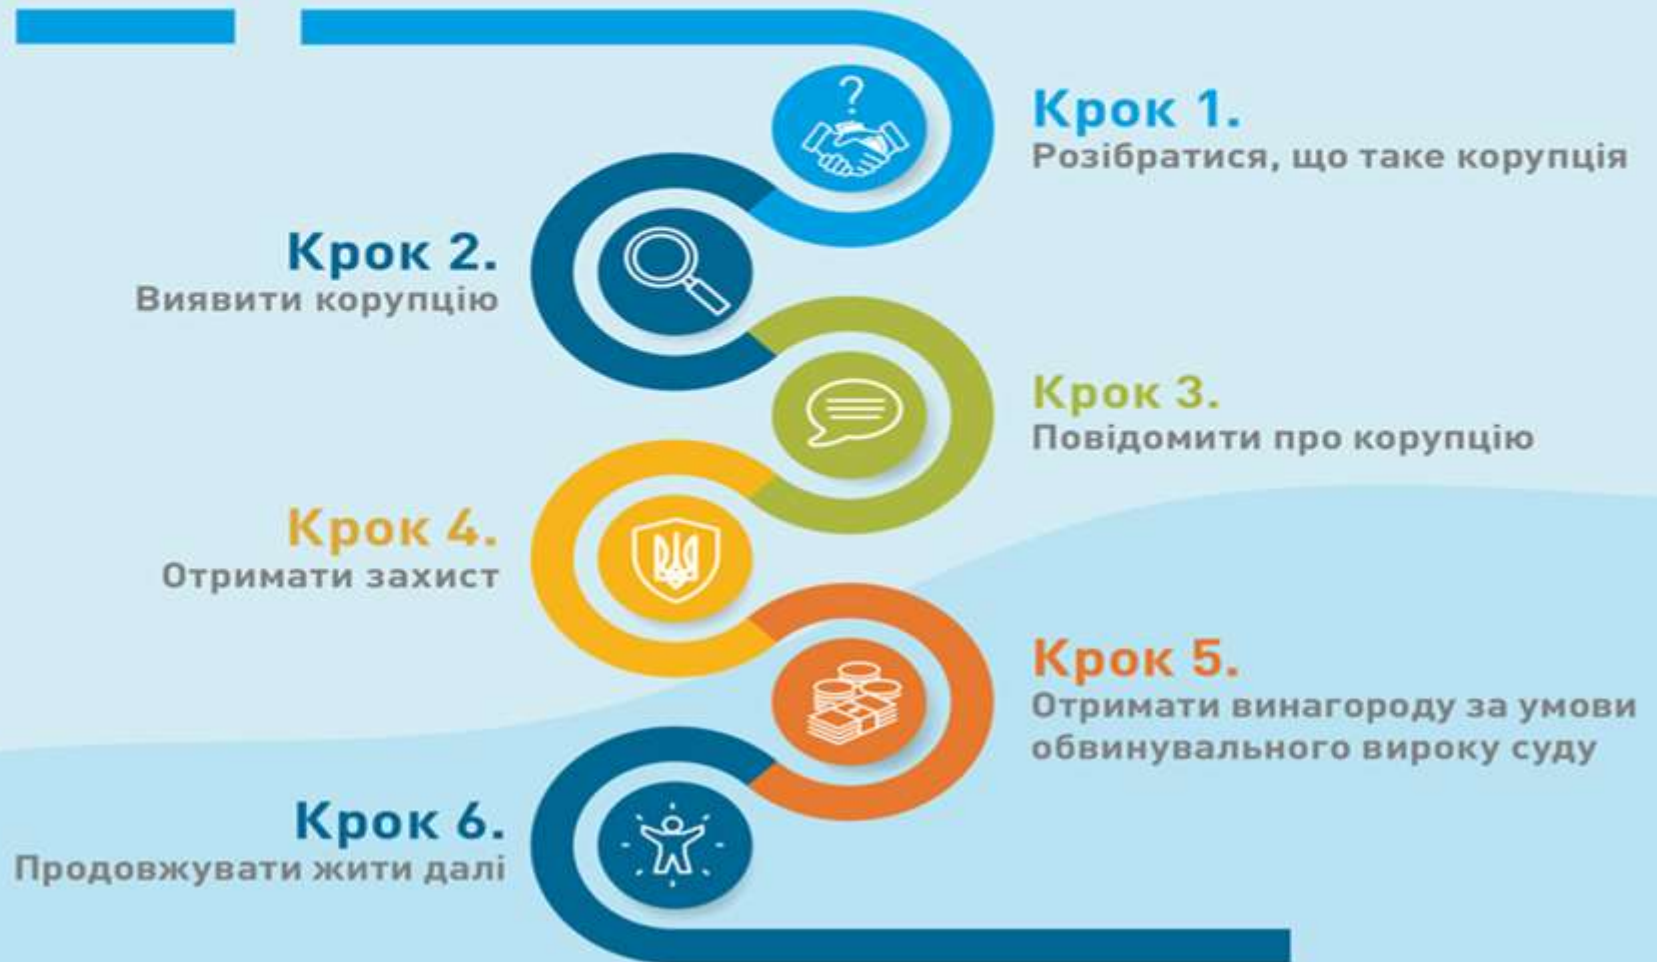 Крок 1.
Розібратися, що таке корупція
Крок 2.
Виявити корупцію
Крок 3.
Повідомити про корупцію
Крок 4.
Отримати захист
Крок 5.
Отримати винагороду за умови
обвинувального вироку суду
Крок 6.
Продовжувати жити далі